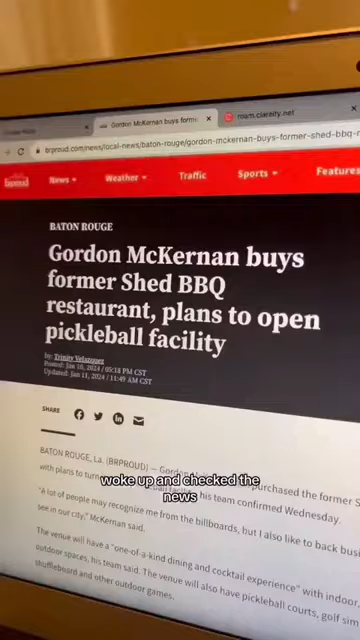 Gordon McKernan buys form
roam.clareity.net
brproud.com/news/local-news/baton-rouge/gordon-mckernan-buys-former-shed-bbq-r
brproud
News
Weather
Traffic
Sports
Features
BATON ROUGE
Gordon McKernan buys
former Shed BBQ
restaurant, plans to open
pickleball facility
by: Trinity Velazquez
Posted: Jan 10, 2024 / 05:18 PM CST
Updated: Jan 11, 2024 / 11:49 AM CST
SHARE
BATON ROUGE, La. (BRPROUD) — Gordon purchased the former S
with plans to turn his team confirmed Wednesday.
woke up and checked the
news
"A lot of people may recognize me from the billboards, but I also like to back busi
see in our city," McKernan said.
The venue will have a "one-of-a-kind dining and cocktail experience" with indoor
outdoor spaces, his team said. The venue will also have pickleball courts, golf sim
shuffleboard and other outdoor games.